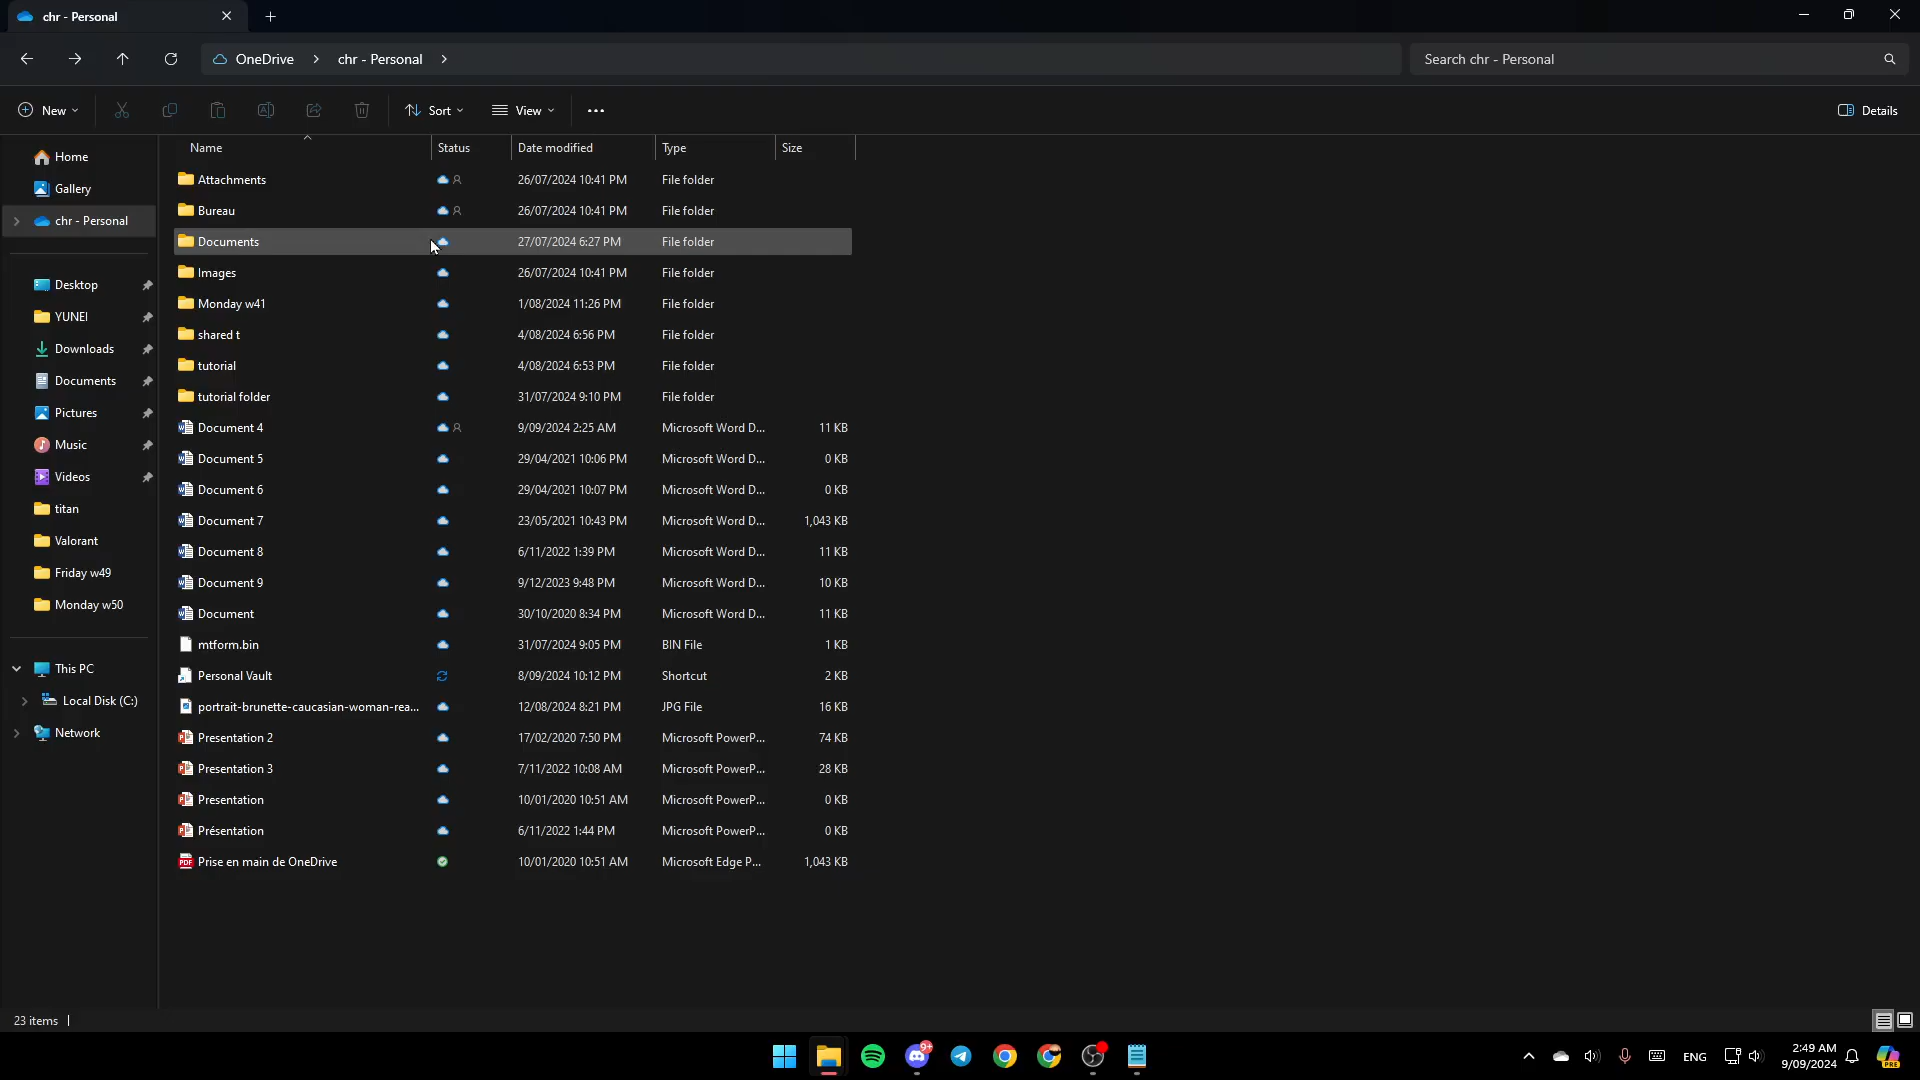 chr - Personal
OneDrive > chr - Personal >
Search chr - Personal
New
Sort
View
Details
Name Status Date modified Type Size
Home
Gallery
chr - Personal
Desktop
YUNEI
Downloads
Documents
Pictures
Music
Videos
titan
Valorant
Friday w49
Monday w50
This PC
Local Disk (C:)
Network
Attachments 26/07/2024 10:41 PM File folder
Bureau 26/07/2024 10:41 PM File folder
Documents 27/07/2024 6:27 PM File folder
Images 26/07/2024 10:41 PM File folder
Monday w41 1/08/2024 11:26 PM File folder
shared t 4/08/2024 6:56 PM File folder
tutorial 4/08/2024 6:53 PM File folder
tutorial folder 31/07/2024 9:10 PM File folder
Document 4 9/09/2024 2:25 AM Microsoft Word D... 11 KB
Document 5 29/04/2021 10:06 PM Microsoft Word D... 0 KB
Document 6 29/04/2021 10:07 PM Microsoft Word D... 0 KB
Document 7 23/05/2021 10:43 PM Microsoft Word D... 1,043 KB
Document 8 6/11/2022 1:39 PM Microsoft Word D... 11 KB
Document 9 9/12/2023 9:48 PM Microsoft Word D... 10 KB
Document 30/10/2020 8:34 PM Microsoft Word D... 11 KB
mtform.bin 31/07/2024 9:05 PM BIN File 1 KB
Personal Vault 8/09/2024 10:12 PM Shortcut 2 KB
portrait-brunette-caucasian-woman-rea... 12/08/2024 8:21 PM JPG File 16 KB
Presentation 2 17/02/2020 7:50 PM Microsoft PowerP... 74 KB
Presentation 3 7/11/2022 10:08 AM Microsoft PowerP... 28 KB
Presentation 10/01/2020 10:51 AM Microsoft PowerP... 0 KB
Présentation 6/11/2022 1:44 PM Microsoft PowerP... 0 KB
Prise en main de OneDrive 10/01/2020 10:51 AM Microsoft Edge P... 1,043 KB
23 items
9+
ENG
2:49 AM
9/09/2024
PRE